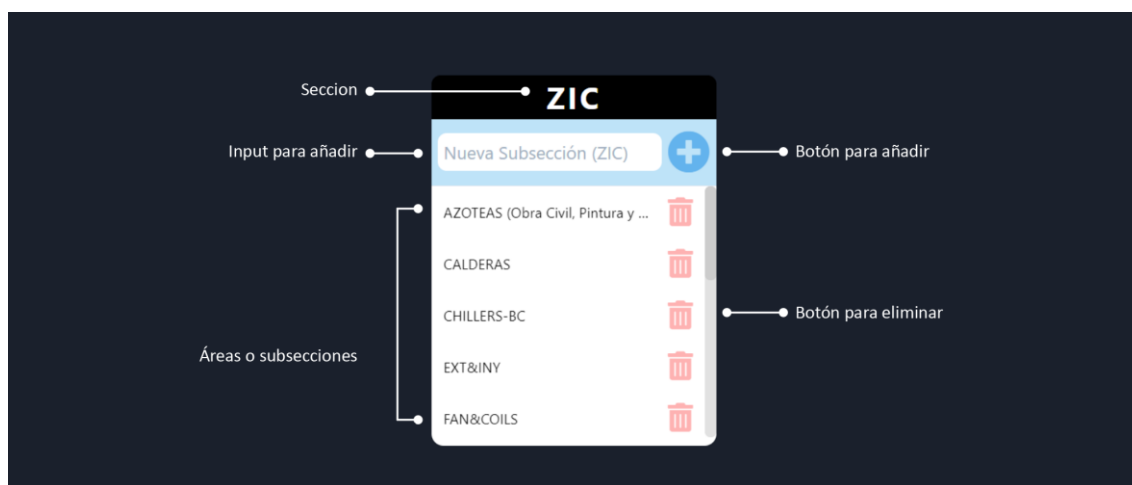 Seccion
ZIC
Input para añadir
Nueva Subsección (ZIC)
Botón para añadir
AZOTEAS (Obra Civil, Pintura y ...
CALDERAS
CHILLERS-BC
Botón para eliminar
Áreas o subsecciones
EXT&INY
FAN&COILS